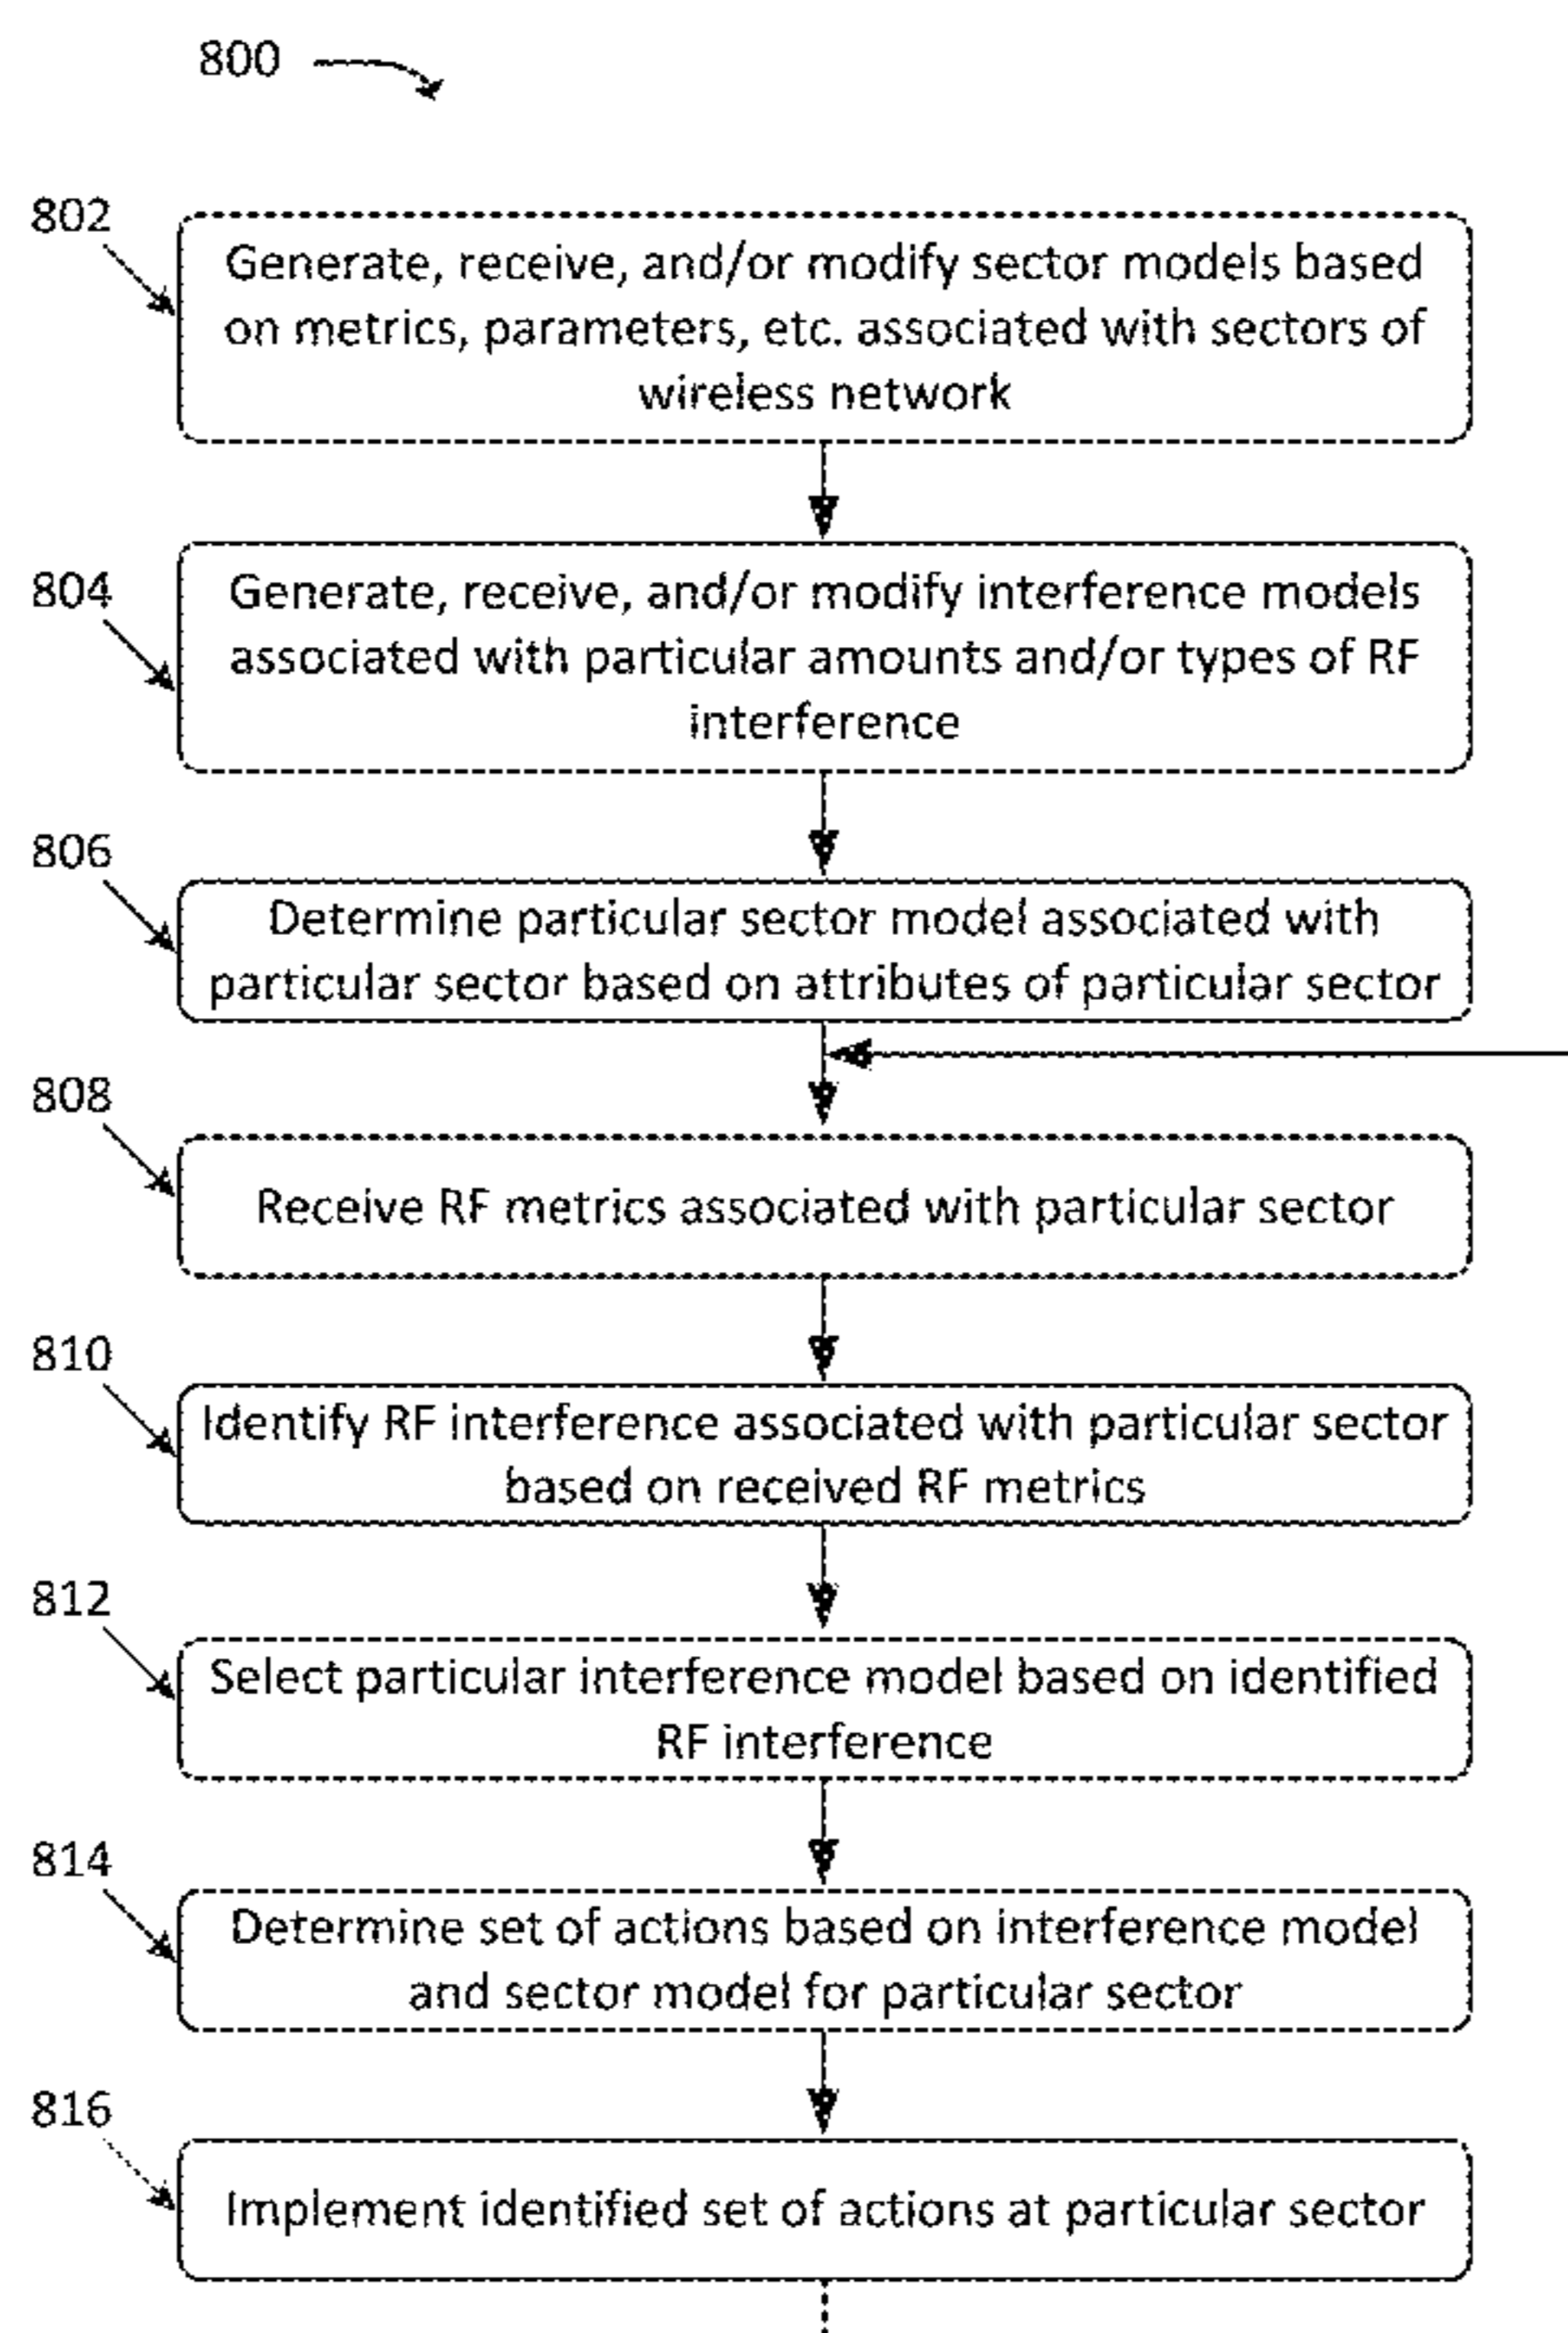 800
802
Generate, receive, and/or modify sector models based
on metrics, parameters, etc. associated with sectors of
wireless network
804
Generate, receive, and/or modify interference models
associated with particular amounts and/or types of RF
interference
806
Determine particular sector model associated with
particular sector based on attributes of particular sector
808
Receive RF metrics associated with particular sector
810
Identify RF interference associated with particular sector
based on received RF metrics
812
Select particular interference model based on identified
RF interference
814
Determine set of actions based on interference model
and sector model for particular sector
816
Implement identified set of actions at particular sector